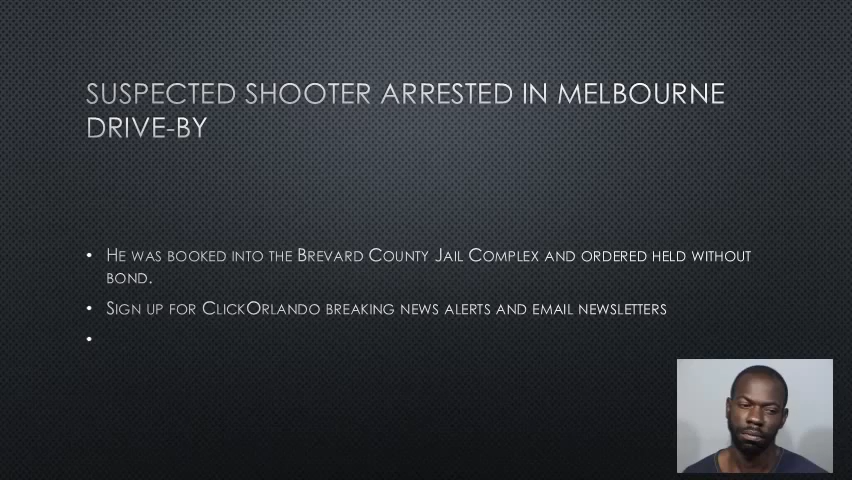 SUSPECTED SHOOTER ARRESTED IN MELBOURNE
DRIVE-BY
• HE WAS BOOKED INTO THE BREVARD COUNTY JAIL COMPLEX AND ORDERED HELD WITHOUT
BOND.
• SIGN UP FOR CLICKORLANDO BREAKING NEWS ALERTS AND EMAIL NEWSLETTERS
•